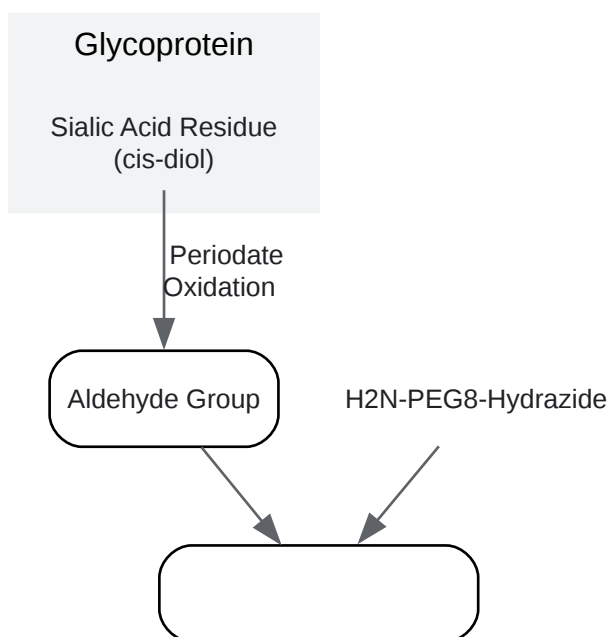 Glycoprotein
Sialic Acid Residue
(cis-diol)
Periodate
Oxidation
Aldehyde Group
H2N-PEG8-Hydrazide